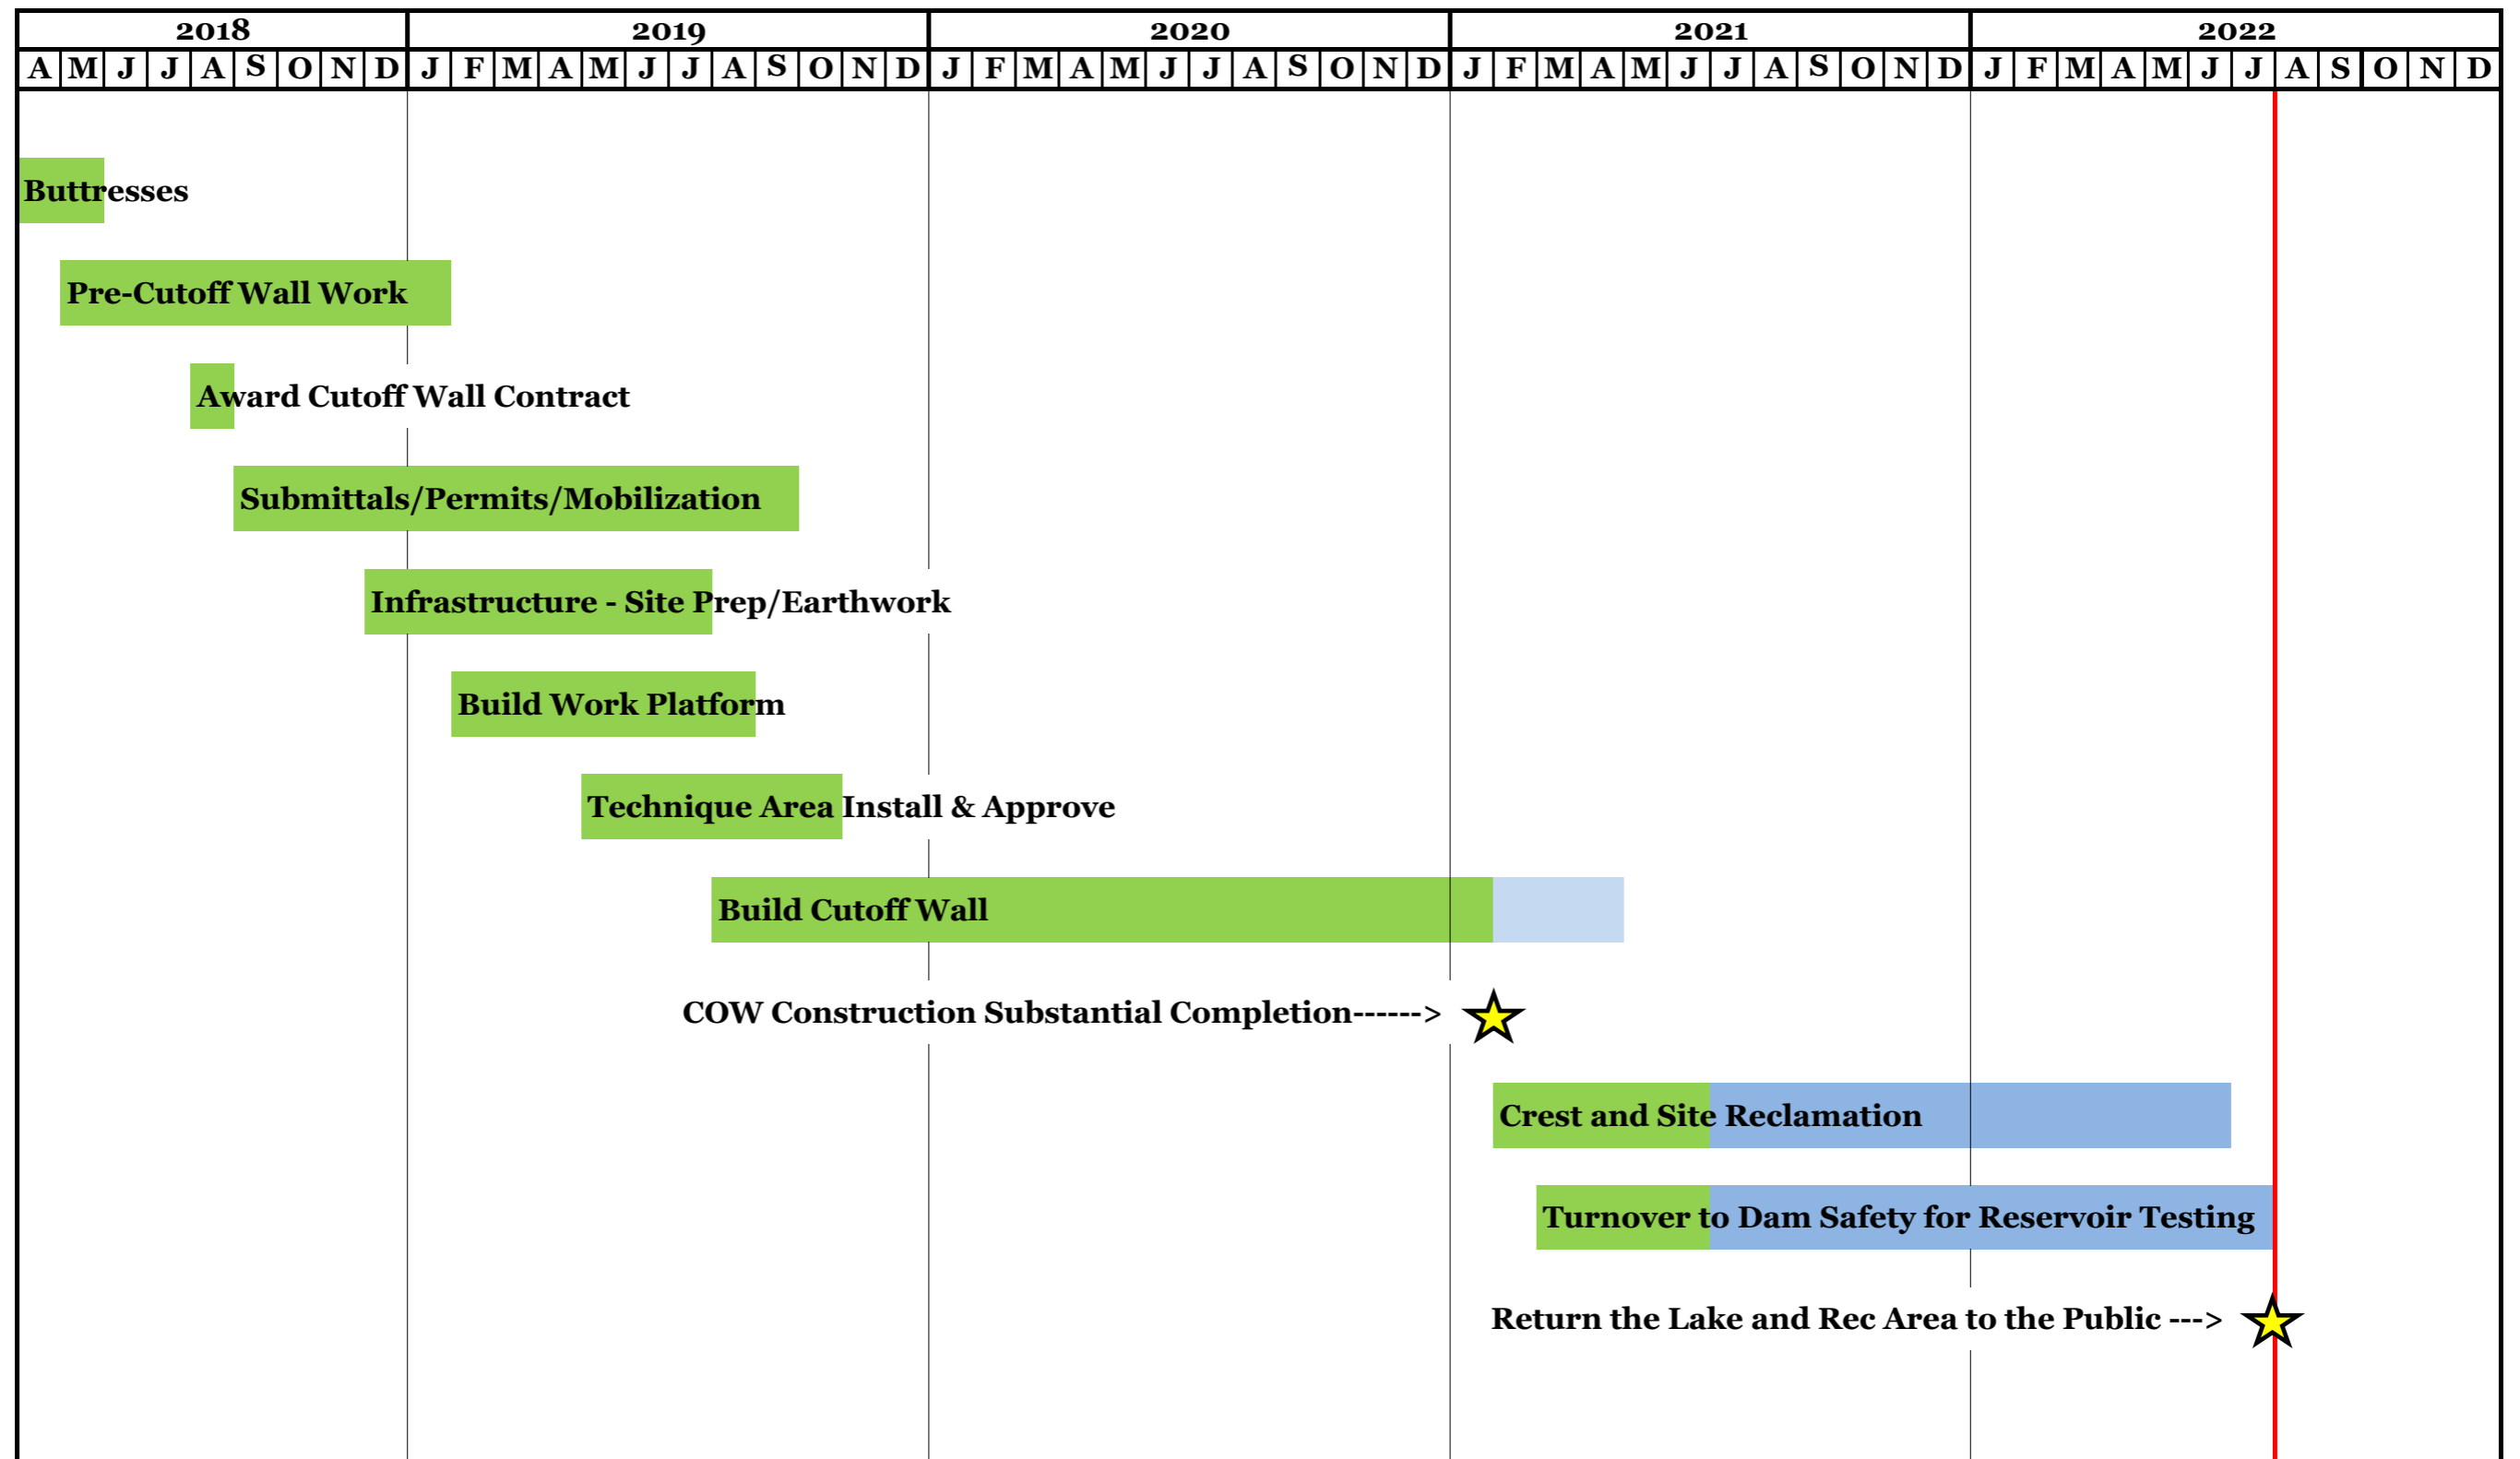 2018 2019 2020 2021 2022
A M J J A S O N D J F M A M J J A S O N D J F M A M J J A S O N D J F M A M J J A S O N D J F M A M J J A S O N D
Buttresses
Pre-Cutoff Wall Work
Award Cutoff Wall Contract
Submittals/Permits/Mobilization
Infrastructure - Site Prep/Earthwork
Build Work Platform
Technique Area Install & Approve
Build Cutoff Wall
COW Construction Substantial Completion------>
Crest and Site Reclamation
Turnover to Dam Safety for Reservoir Testing
Return the Lake and Rec Area to the Public --->